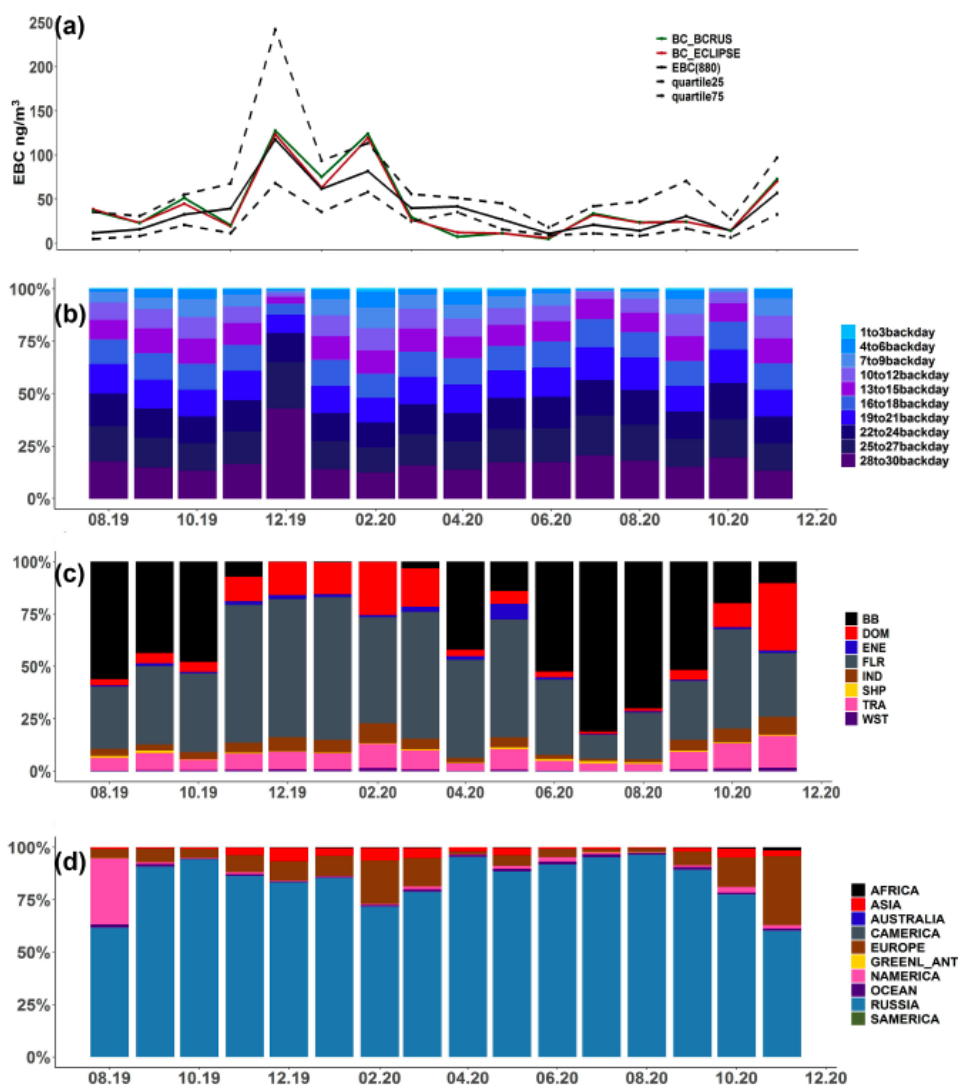 (a)
250
200
150
100
50
0
EBC ng/m³
BC_BCRUS
BC_ECLIPSE
EBC(880)
quartile25
quartile75
(b)
100%
75%
50%
25%
0%
08.19 10.19 12.19 02.20 04.20 06.20 08.20 10.20 12.20
1to3backday
4to6backday
7to9backday
10to12backday
13to15backday
16to18backday
19to21backday
22to24backday
25to27backday
28to30backday
(c)
100%
75%
50%
25%
0%
08.19 10.19 12.19 02.20 04.20 06.20 08.20 10.20 12.20
BB
DOM
ENE
FLR
IND
SHP
TRA
WST
(d)
100%
75%
50%
25%
0%
08.19 10.19 12.19 02.20 04.20 06.20 08.20 10.20 12.20
AFRICA
ASIA
AUSTRALIA
CAMERICA
EUROPE
GREENL_ANT
NAMERICA
OCEAN
RUSSIA
SAMERICA